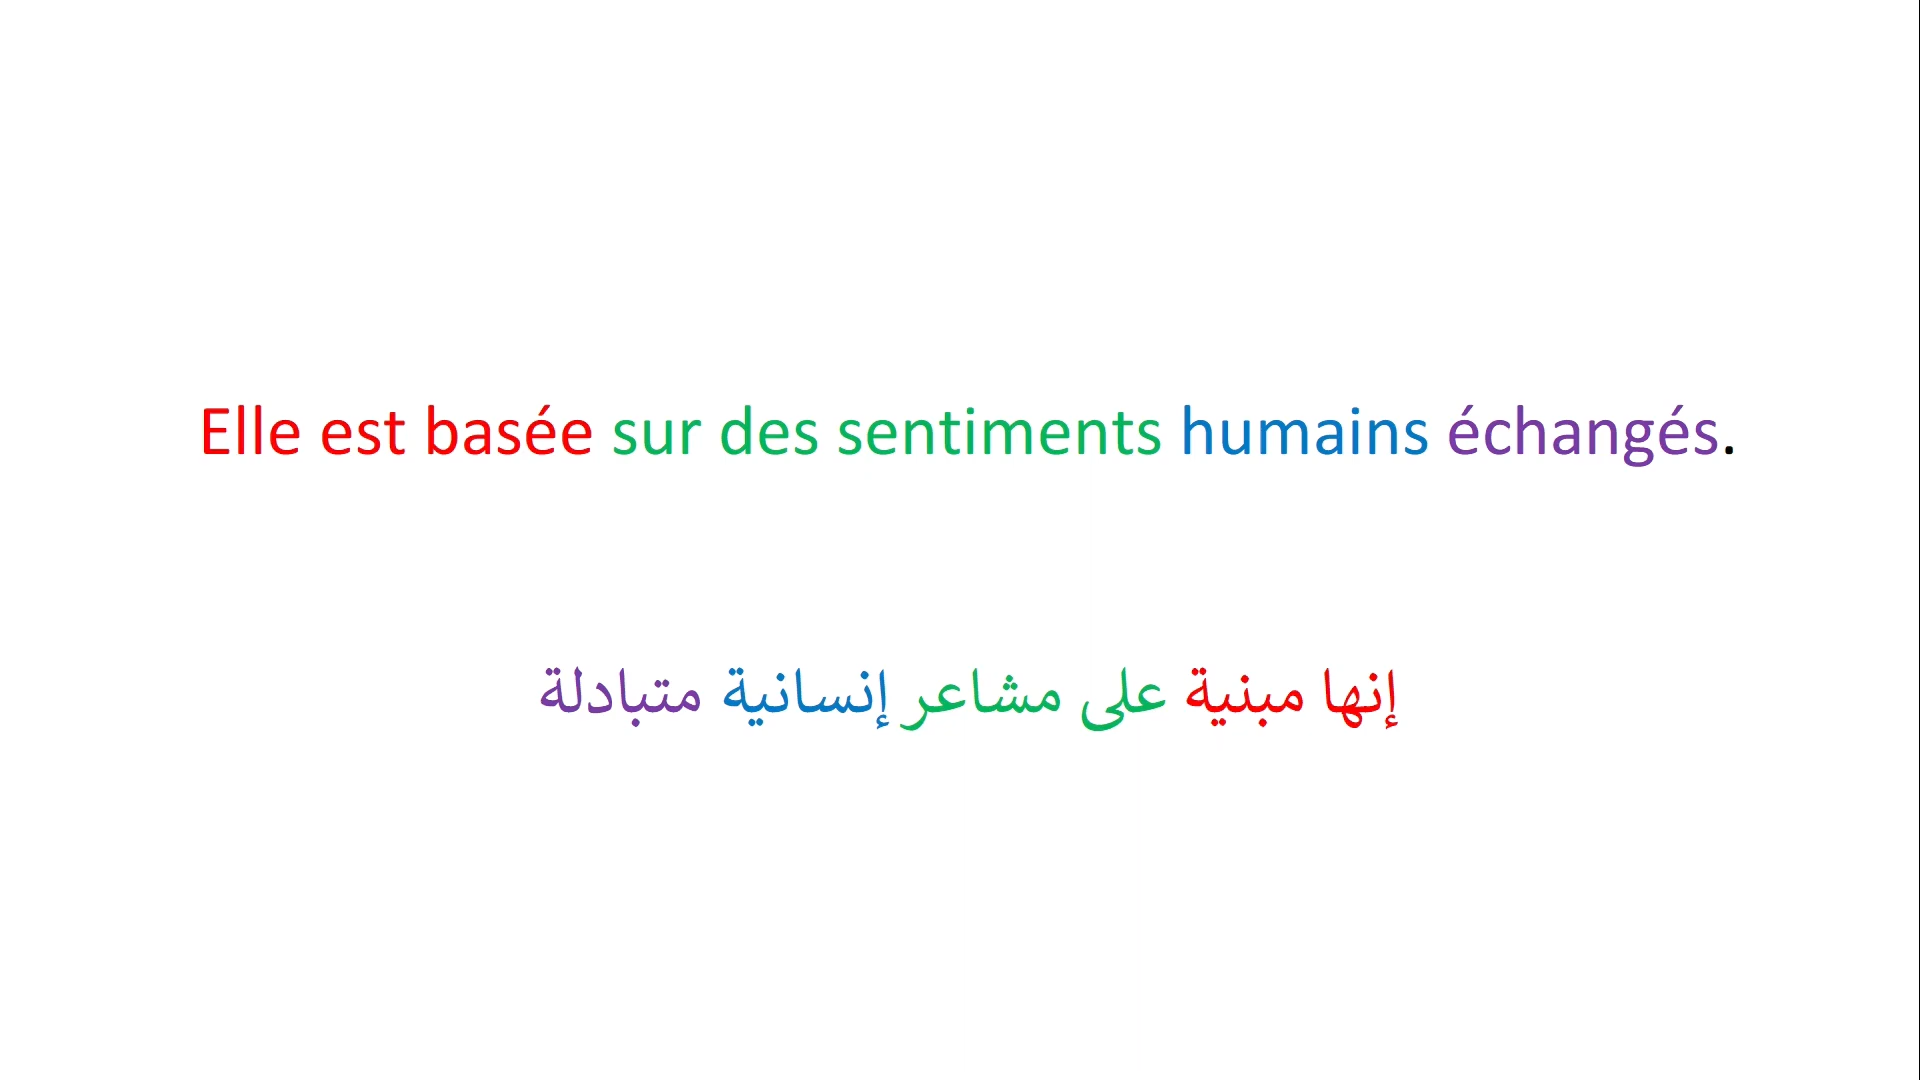 Elle est basée sur des sentiments humains échangés.
إنها مبنية على مشاعر إنسانية متبادلة